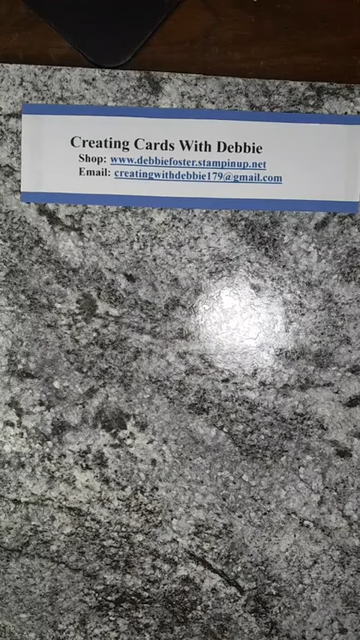 Creating Cards With Debbie
Shop: www.debbiefoster.stampinup.net
Email: creatingwithdebbie179@gmail.com